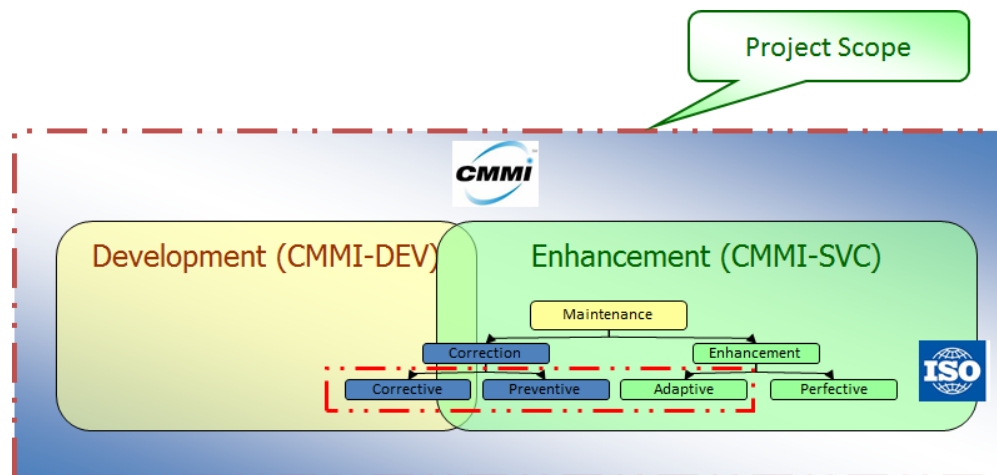 Project Scope
CMMi
Development (CMMI-DEV)
Enhancement (CMMI-SVC)
Maintenance
Correction
Enhancement
Corrective
Preventive
Adaptive
Perfective
ISO